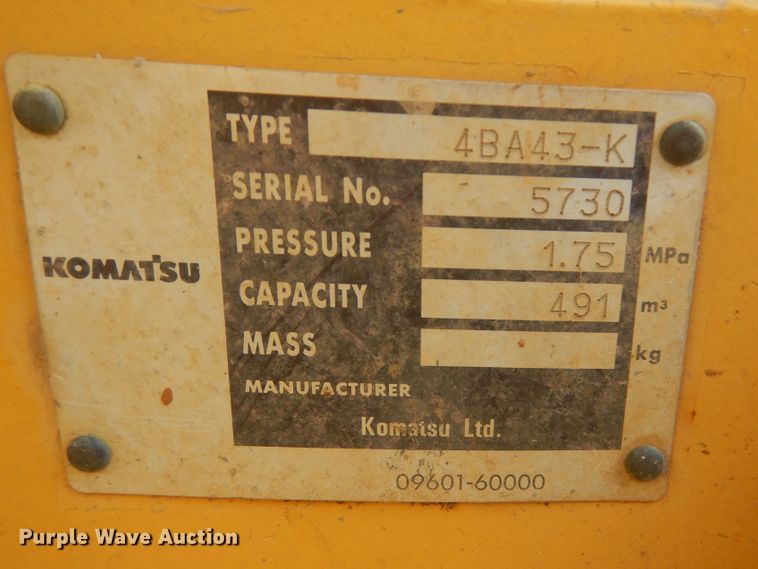 KOMATSU
TYPE 4BA43-K
SERIAL No. 5730
PRESSURE 1.75 MPa
CAPACITY 491 m³
MASS kg
MANUFACTURER
Komatsu Ltd.
09601-60000
Purple Wave Auction